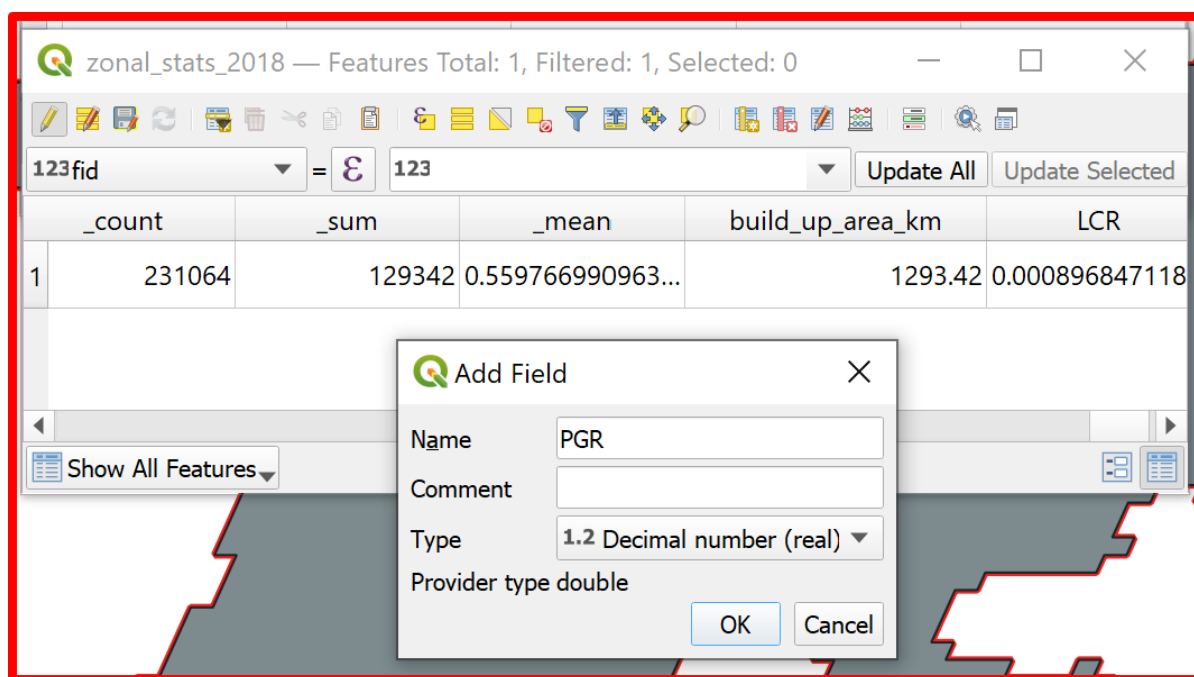 zonal_stats_2018 — Features Total: 1, Filtered: 1, Selected: 0
123 fid = ε 123 Update All Update Selected
_count _sum _mean build_up_area_km LCR
1 231064 129342 0.559766990963... 1293.42 0.000896847118
Add Field
Name PGR
Comment
Type 1.2 Decimal number (real)
Provider type double
OK Cancel
Show All Features